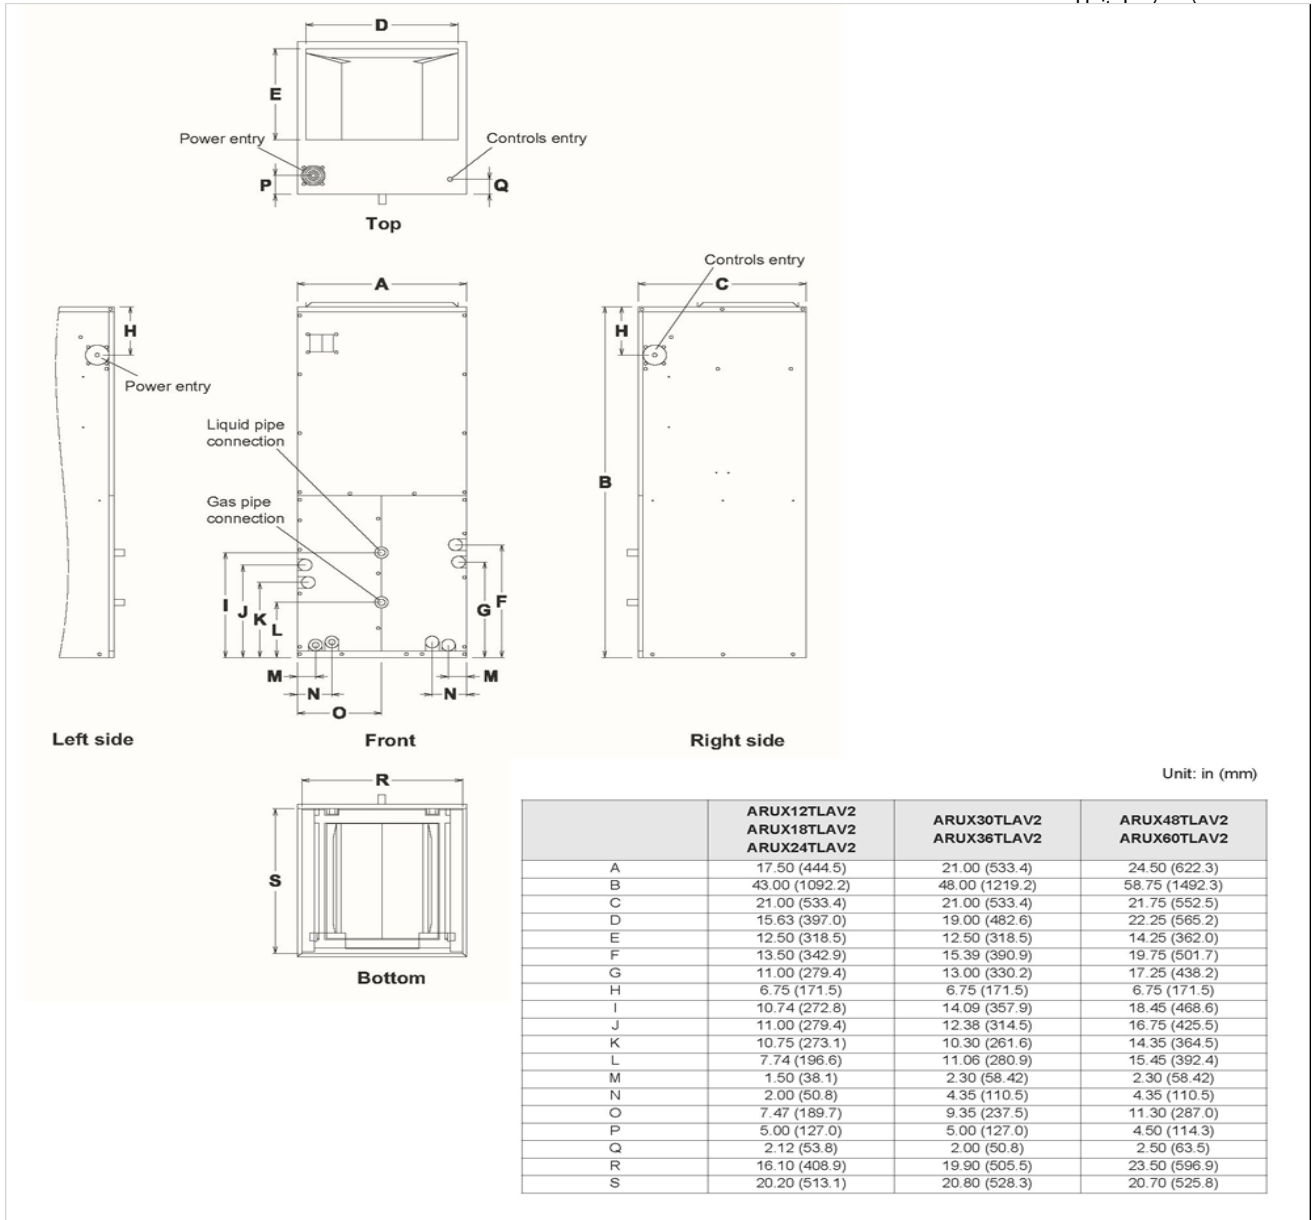 D
E
Power entry
Controls entry
P
Q
Top
Controls entry
A
C
H
H
Power entry
Liquid pipe
connection
B
Gas pipe
connection
I
J
K
L
G
F
M
M
N
N
O
Left side
Front
Right side
R
S
Bottom
Unit: in (mm)
ARUX12TLAV2
ARUX18TLAV2
ARUX24TLAV2
ARUX30TLAV2
ARUX36TLAV2
ARUX48TLAV2
ARUX60TLAV2
A 17.50 (444.5) 21.00 (533.4) 24.50 (622.3)
B 43.00 (1092.2) 48.00 (1219.2) 58.75 (1492.3)
C 21.00 (533.4) 21.00 (533.4) 21.75 (552.5)
D 15.63 (397.0) 19.00 (482.6) 22.25 (565.2)
E 12.50 (318.5) 12.50 (318.5) 14.25 (362.0)
F 13.50 (342.9) 15.39 (390.9) 19.75 (501.7)
G 11.00 (279.4) 13.00 (330.2) 17.25 (438.2)
H 6.75 (171.5) 6.75 (171.5) 6.75 (171.5)
I 10.74 (272.8) 14.09 (357.9) 18.45 (468.6)
J 11.00 (279.4) 12.38 (314.5) 16.75 (425.5)
K 10.75 (273.1) 10.30 (261.6) 14.35 (364.5)
L 7.74 (196.6) 11.06 (280.9) 15.45 (392.4)
M 1.50 (38.1) 2.30 (58.42) 2.30 (58.42)
N 2.00 (50.8) 4.35 (110.5) 4.35 (110.5)
O 7.47 (189.7) 9.35 (237.5) 11.30 (287.0)
P 5.00 (127.0) 5.00 (127.0) 4.50 (114.3)
Q 2.12 (53.8) 2.00 (50.8) 2.50 (63.5)
R 16.10 (408.9) 19.90 (505.5) 23.50 (596.9)
S 20.20 (513.1) 20.80 (528.3) 20.70 (525.8)